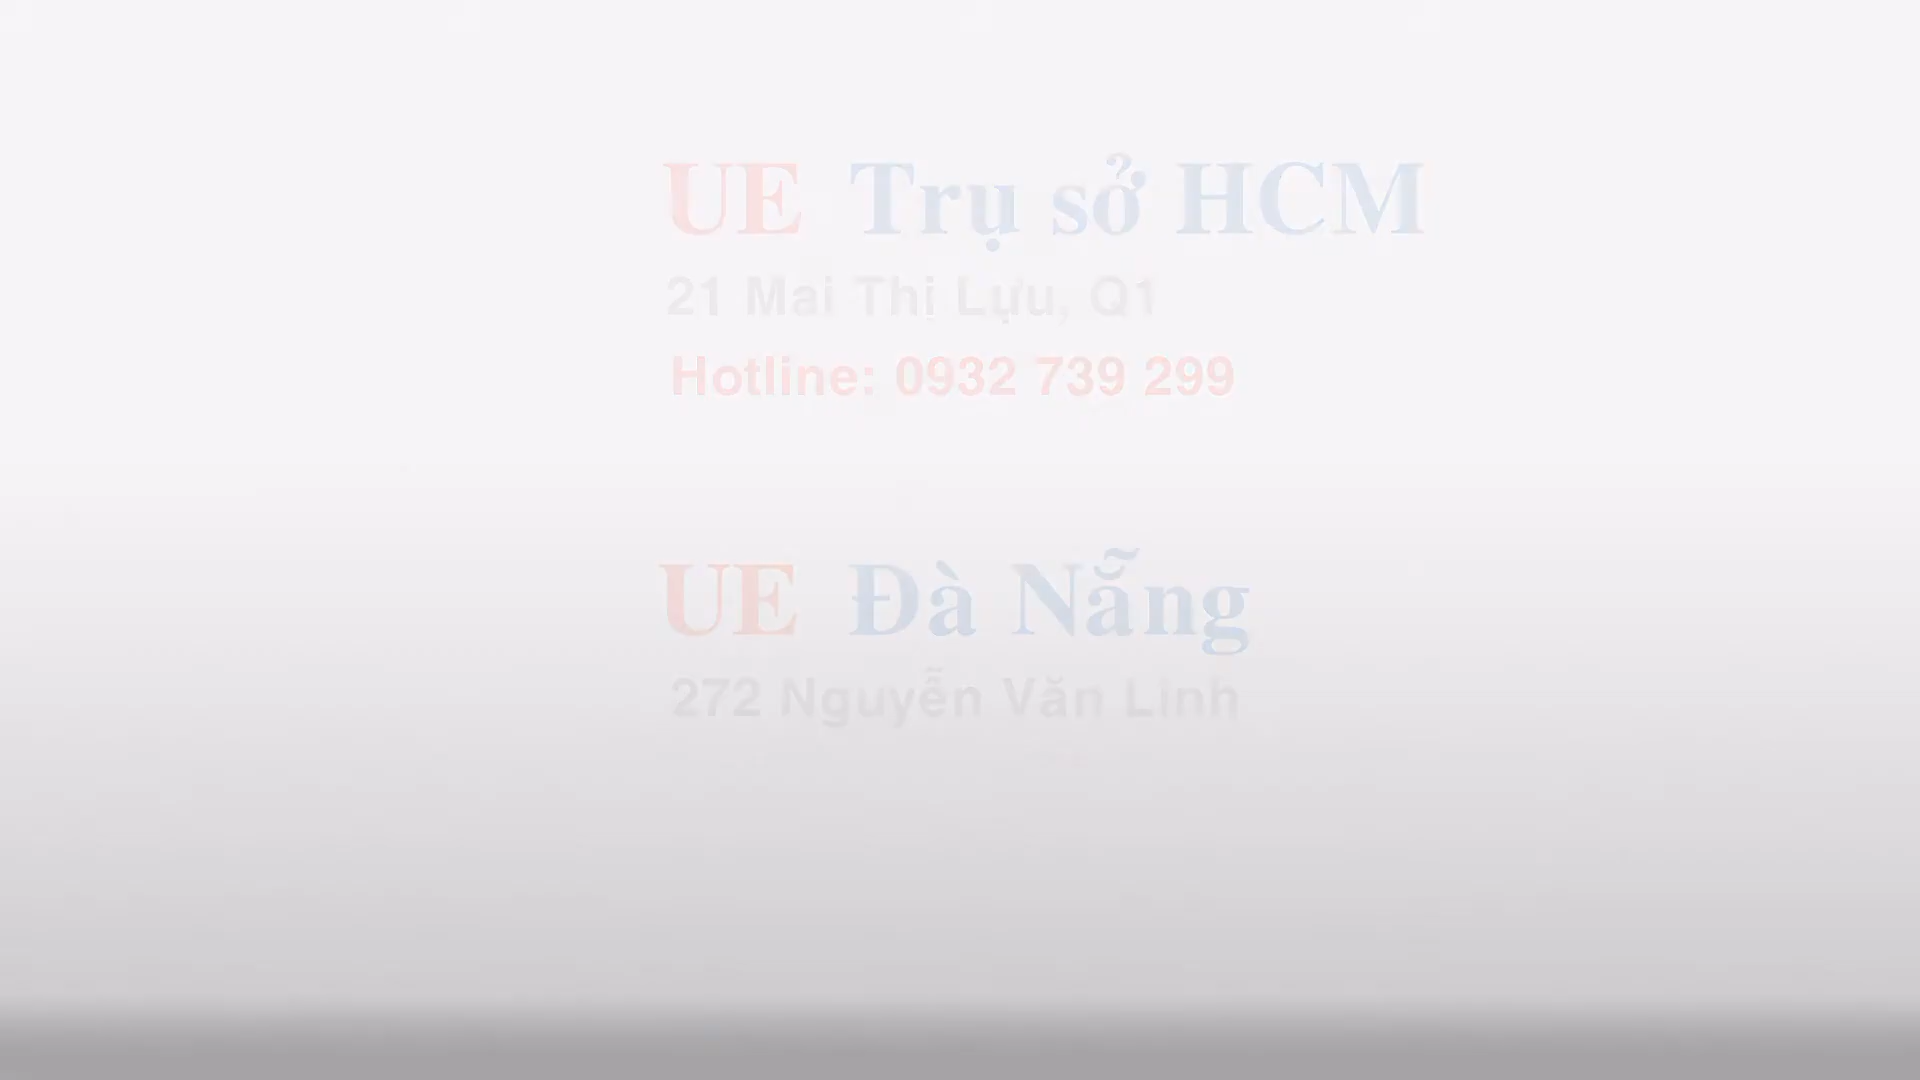 UE Trụ sở HCM
21 Mai Thị Lựu, Q1
Hotline: 0932 739 299
UE Đà Nẵng
272 Nguyễn Văn Linh